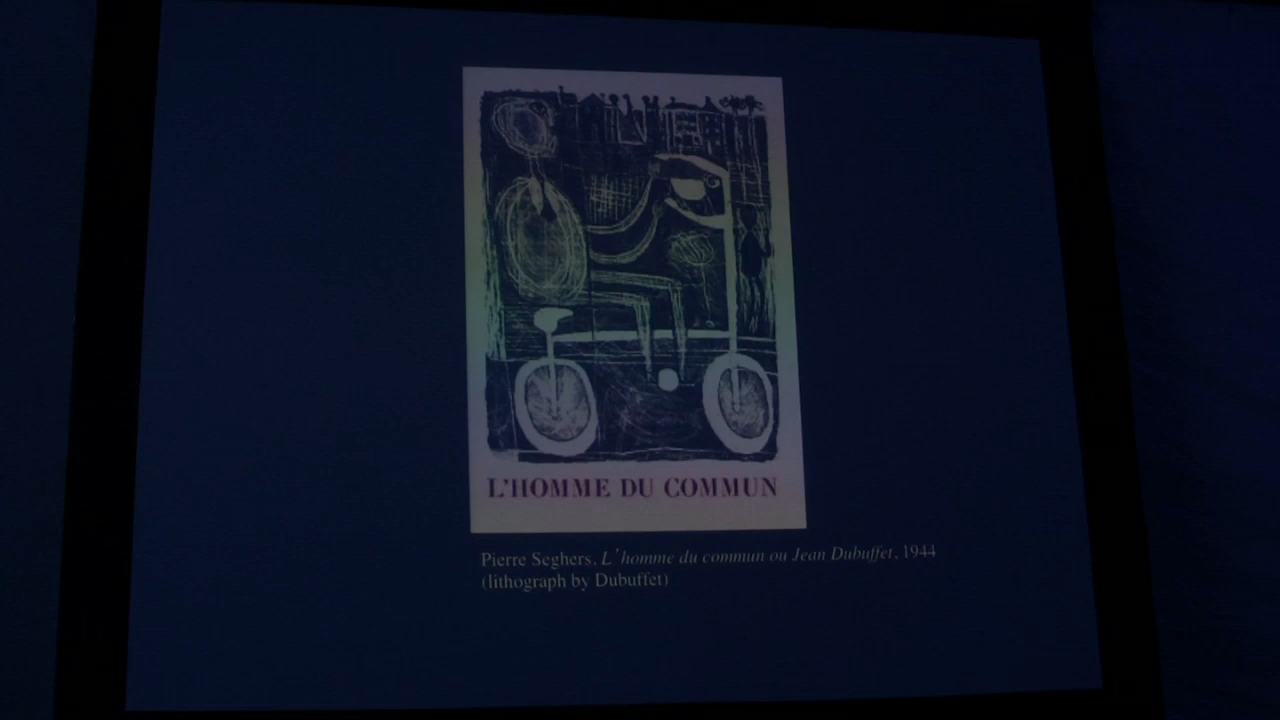 L'HOMME DU COMMUN
Pierre Seghers, L'homme du commun ou Jean Dubuffet, 1944
(lithograph by Dubuffet)